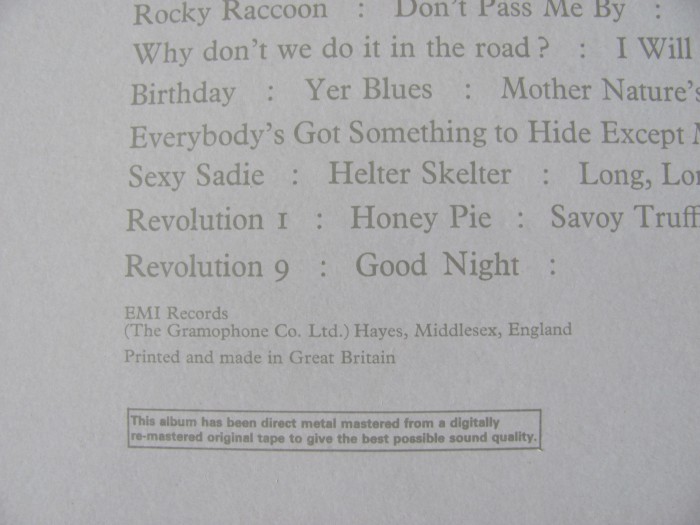 Rocky Raccoon : Don't Pass Me By :
Why don't we do it in the road? : I Will
Birthday : Yer Blues : Mother Nature's
Everybody's Got Something to Hide Except
Sexy Sadie : Helter Skelter : Long,
Revolution 1 : Honey Pie : Savoy
Revolution 9 : Good Night :
EMI Records
(The Gramophone Co. Ltd.) Hayes, Middlesex, England
Printed and made in Great Britain
This album has been direct metal mastered from a digitally
re-mastered original tape to give the best possible sound quality.